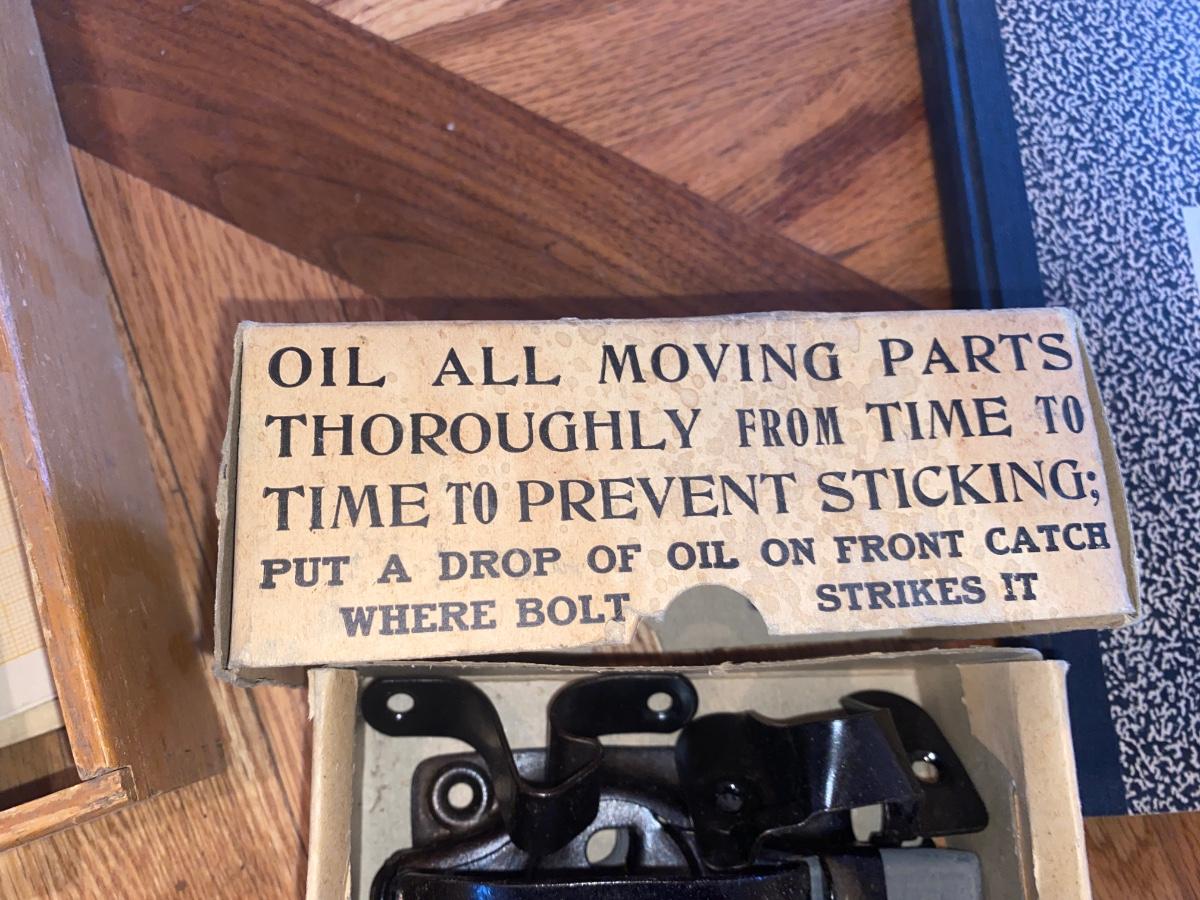 OIL ALL MOVING PARTS
THOROUGHLY FROM TIME TO
TIME TO PREVENT STICKING;
PUT A DROP OF OIL ON FRONT CATCH
WHERE BOLT STRIKES IT